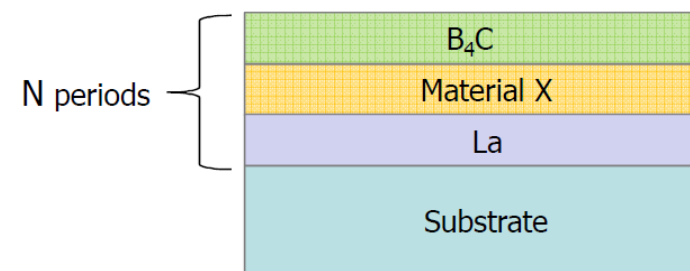 B₄C
N periods
Material X
La
Substrate